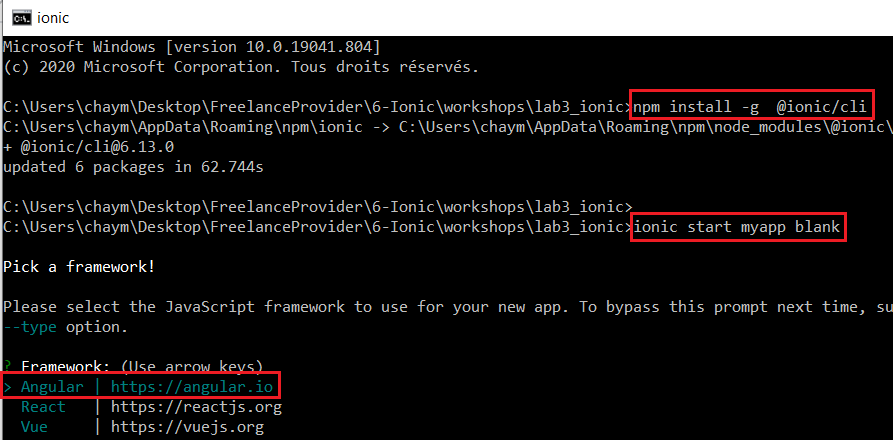 ionic
Microsoft Windows [version 10.0.19041.804]
(c) 2020 Microsoft Corporation. Tous droits réservés.
C:\Users\chaym\Desktop\FreelanceProvider\6-Ionic\workshops\lab3_ionic>npm install -g  @ionic/cli
C:\Users\chaym\AppData\Roaming\npm\ionic -> C:\Users\chaym\AppData\Roaming\npm\node_modules\@ionic\
+ @ionic/cli@6.13.0
updated 6 packages in 62.744s
C:\Users\chaym\Desktop\FreelanceProvider\6-Ionic\workshops\lab3_ionic>
C:\Users\chaym\Desktop\FreelanceProvider\6-Ionic\workshops\lab3_ionic>ionic start myapp blank
Pick a framework!
Please select the JavaScript framework to use for your new app. To bypass this prompt next time, su
--type option.
? Framework: (Use arrow keys)
> Angular | https://angular.io
React   | https://reactjs.org
Vue     | https://vuejs.org